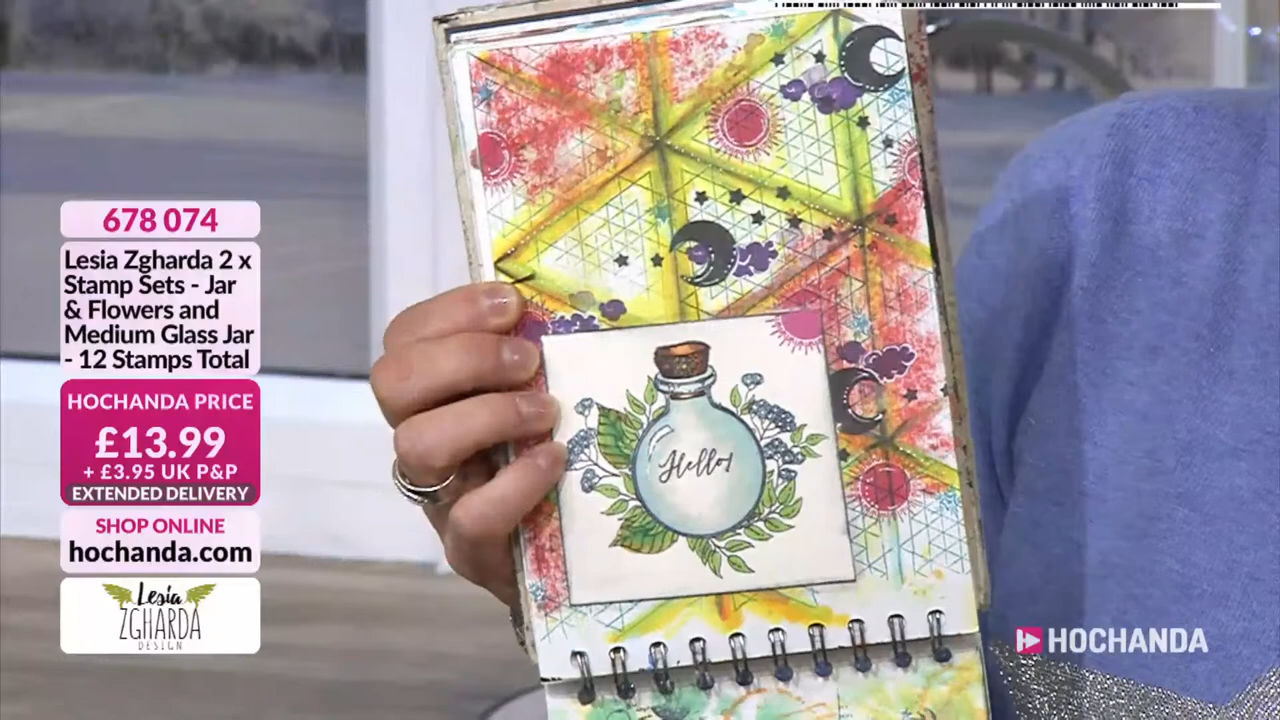 678 074
Lesia Zgharda 2 x
Stamp Sets - Jar
& Flowers and
Medium Glass Jar
- 12 Stamps Total
HOCHANDA PRICE
£13.99
+ £3.95 UK P&P
EXTENDED DELIVERY
SHOP ONLINE
hochanda.com
Lesia
ZGHARDA
DESIGN
Hello!
HOCHANDA